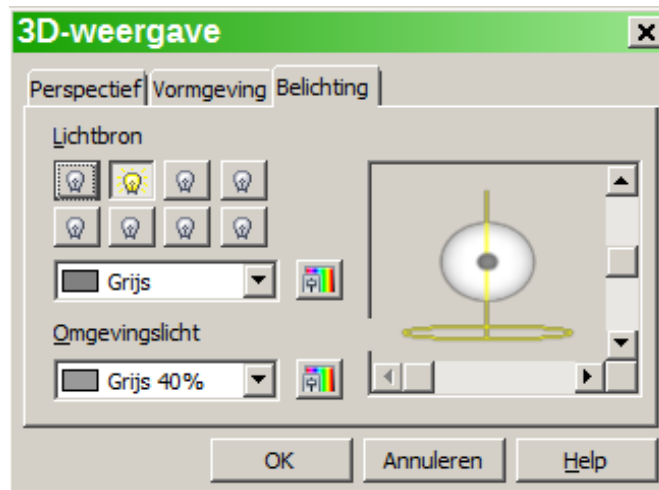 3D-weergave
Perspectief Vormgeving Belichting
Lichtbron
Grijs
Omgevingslicht
Grijs 40%
OK Annuleren Help